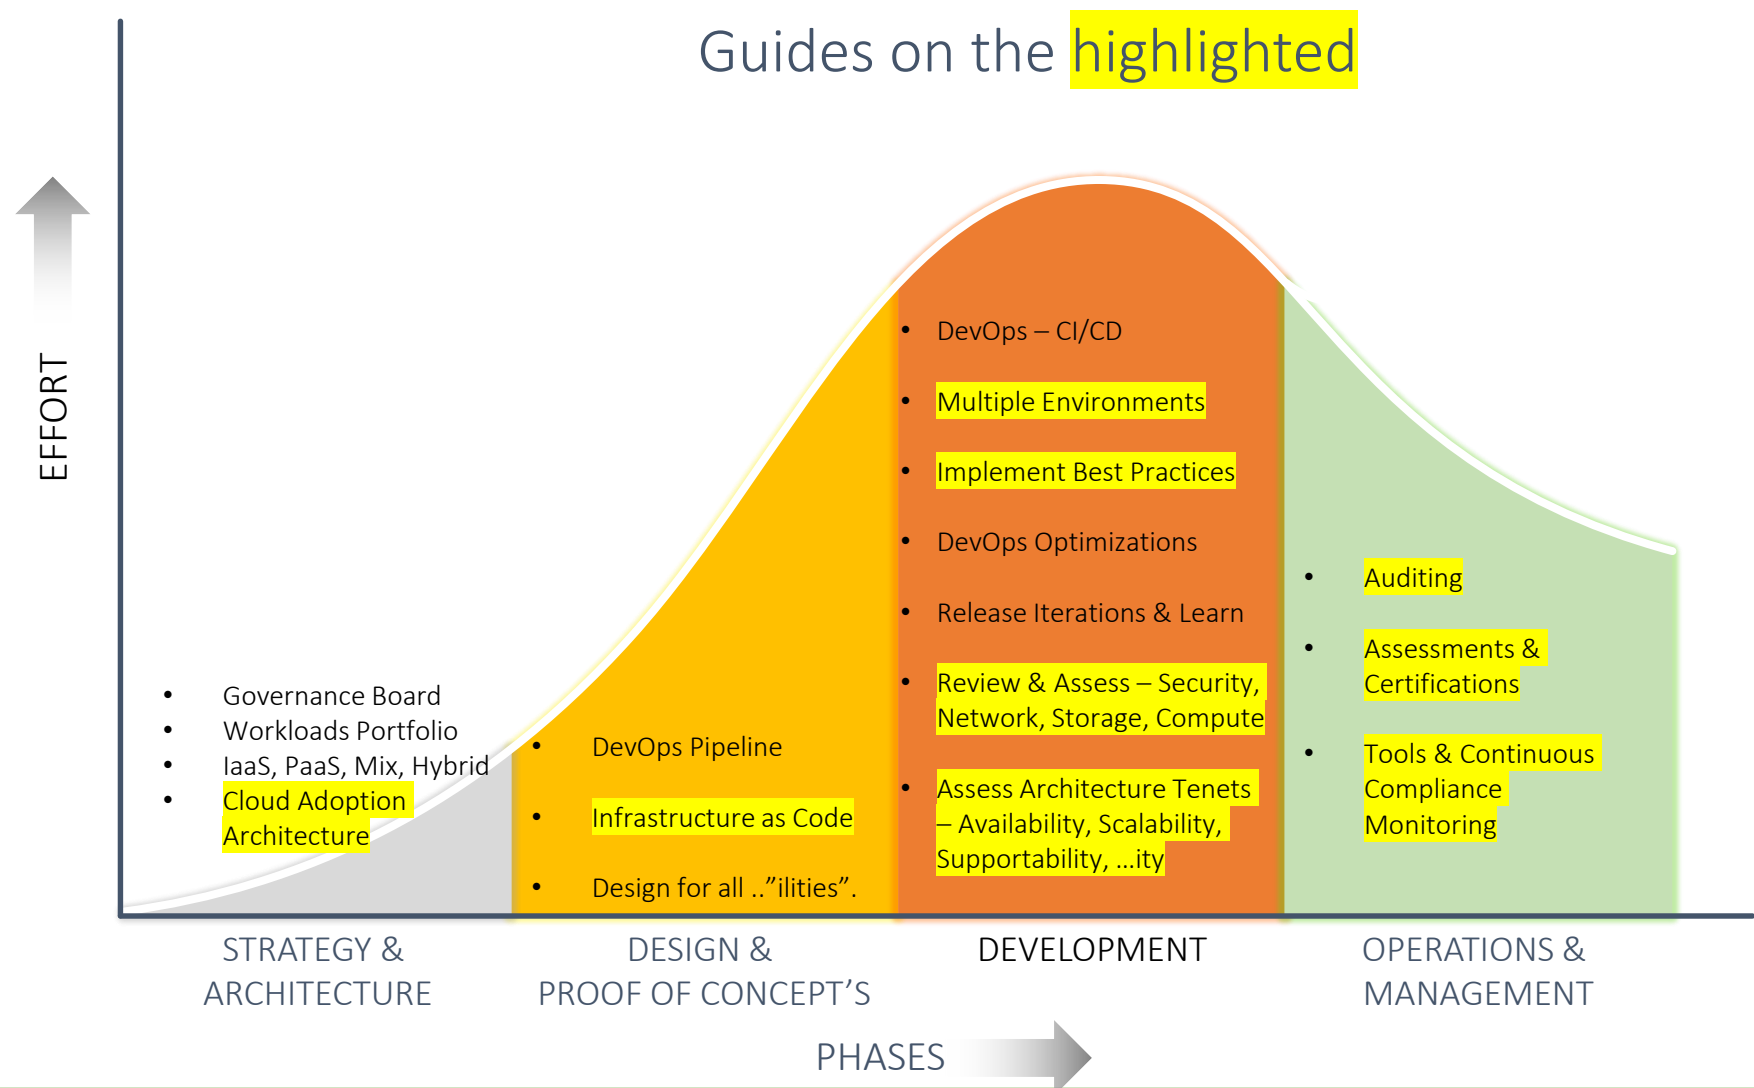 Guides on the highlighted
EFFORT
• Governance Board
• Workloads Portfolio
• IaaS, PaaS, Mix, Hybrid
• Cloud Adoption
Architecture
• DevOps Pipeline
• Infrastructure as Code
• Design for all ..”ilities”.
• DevOps – CI/CD
• Multiple Environments
• Implement Best Practices
• DevOps Optimizations
• Release Iterations & Learn
• Review & Assess – Security,
Network, Storage, Compute
• Assess Architecture Tenets
– Availability, Scalability,
Supportability, ...ity
• Auditing
• Assessments &
Certifications
• Tools & Continuous
Compliance
Monitoring
STRATEGY &
ARCHITECTURE
DESIGN &
PROOF OF CONCEPT’S
DEVELOPMENT
OPERATIONS &
MANAGEMENT
PHASES